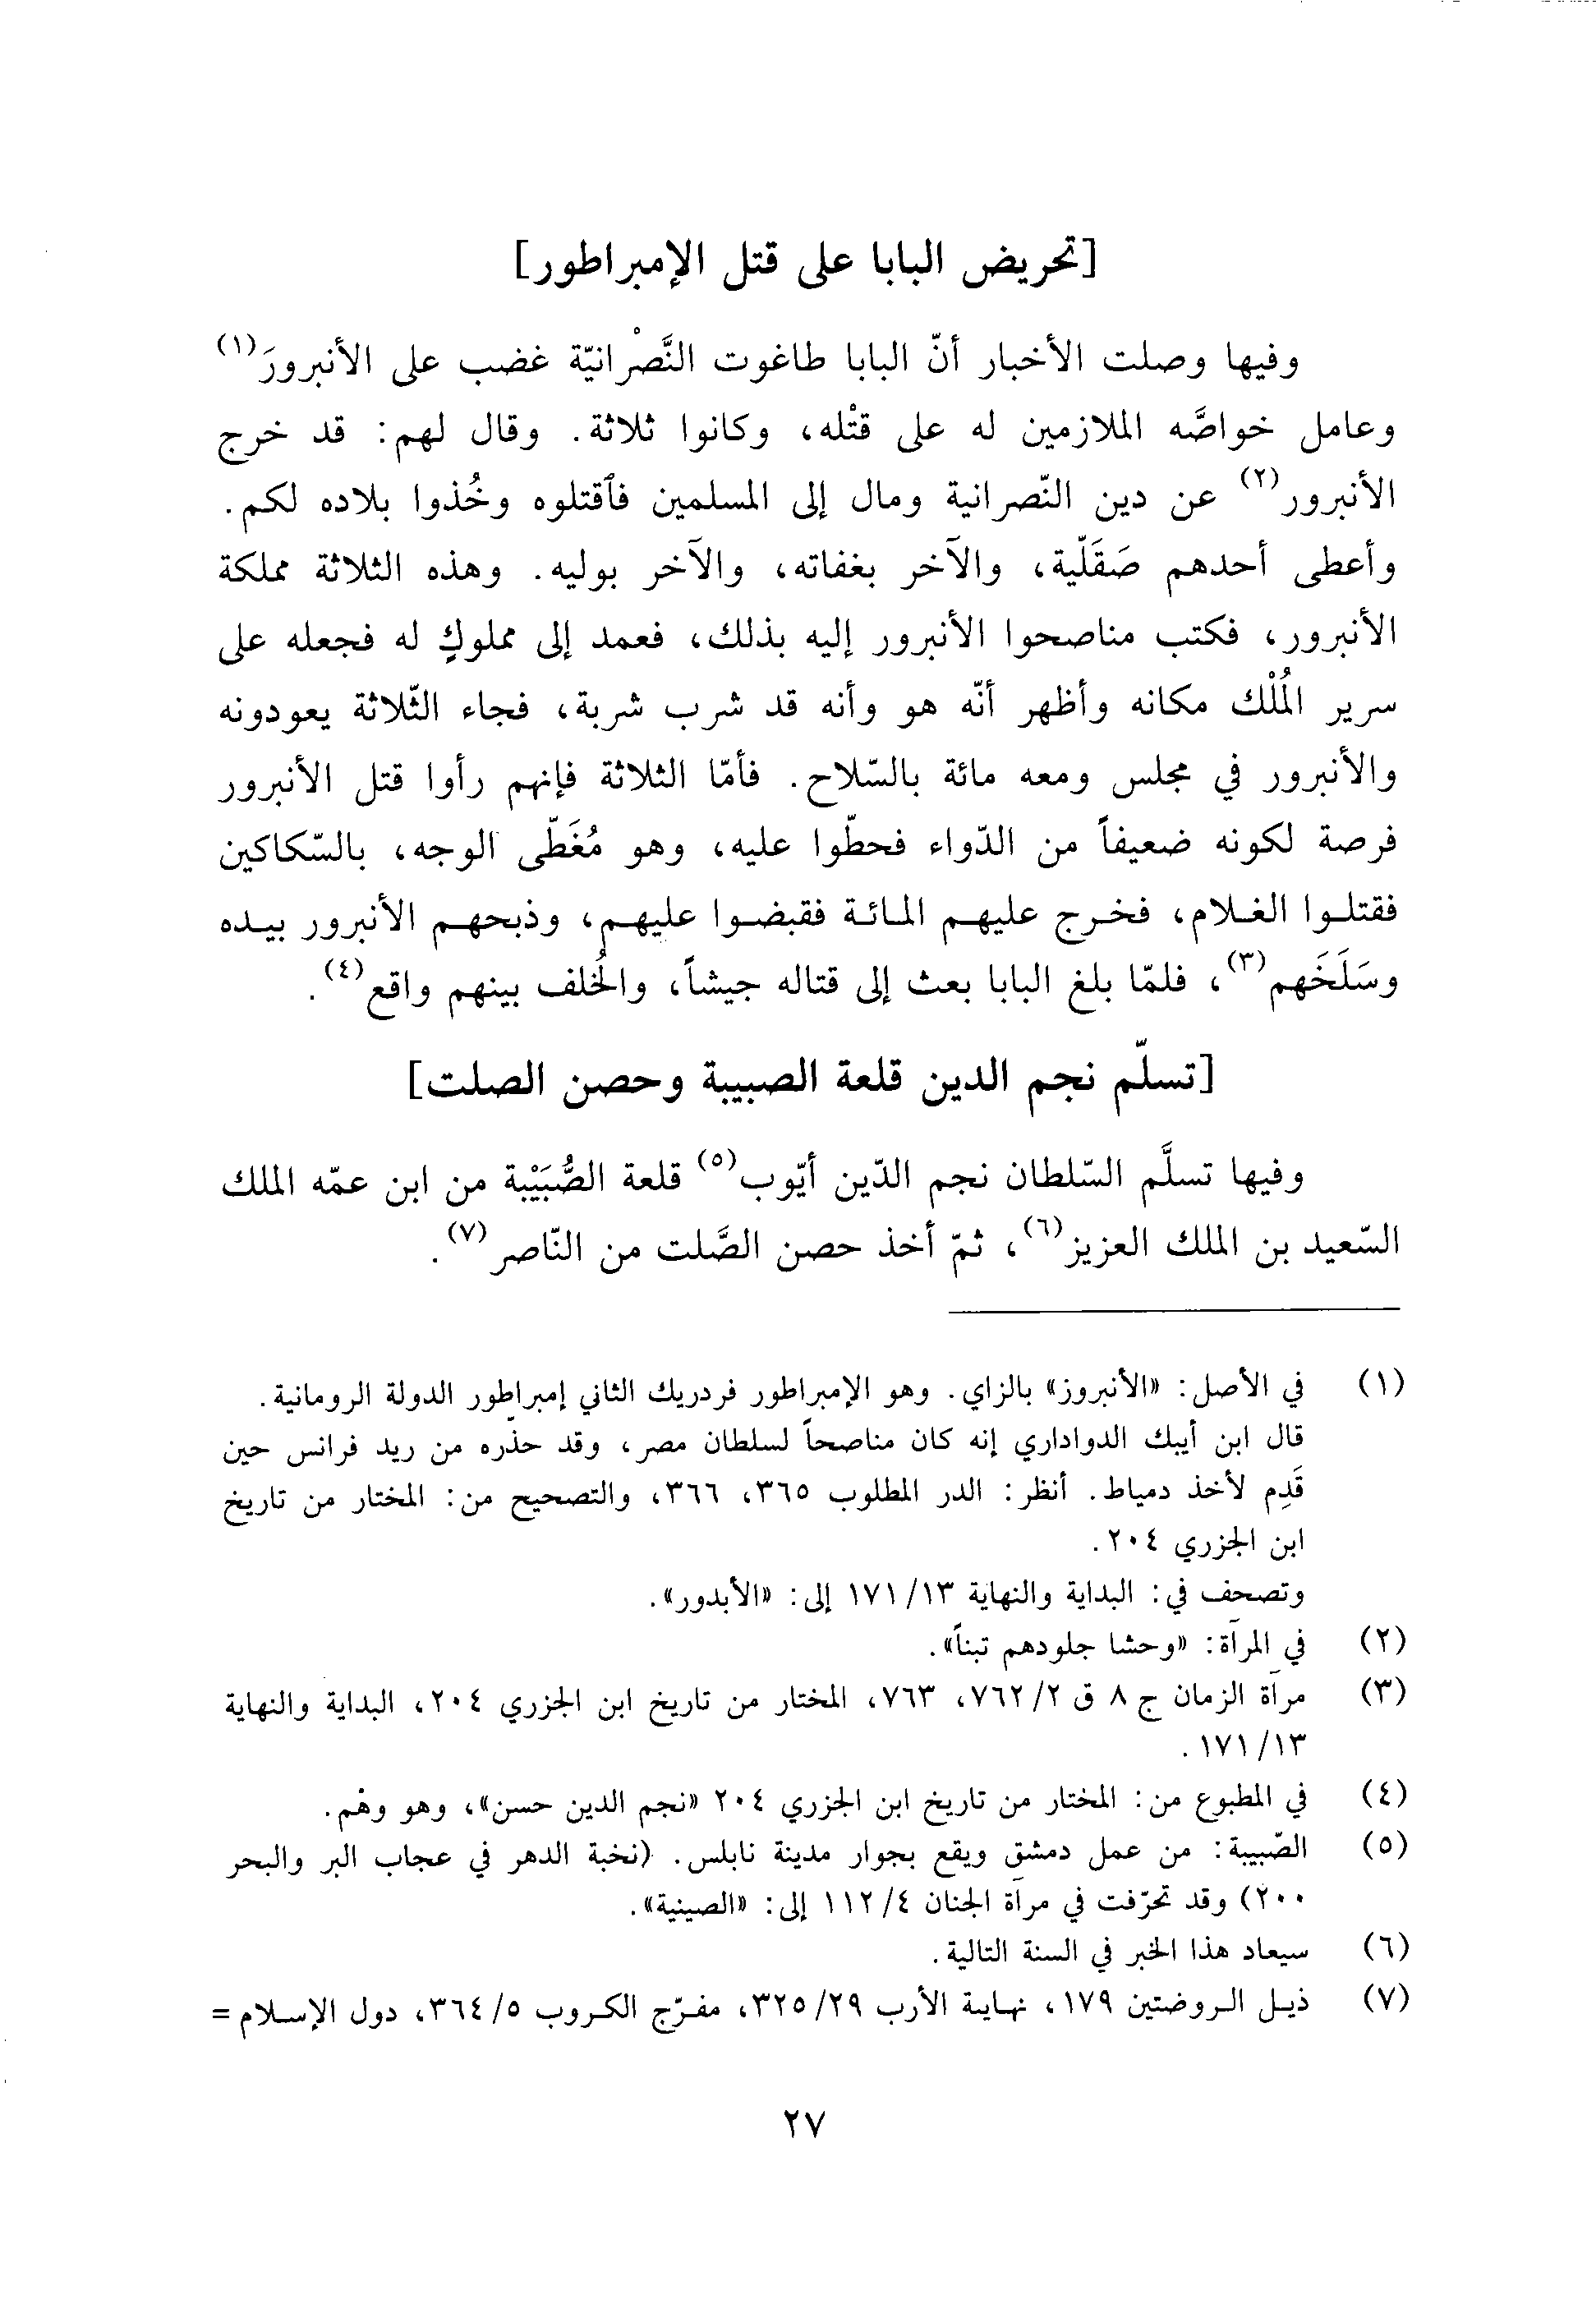 [تحريض البابا على قتل الإمبراطور]
وفيها وصلت الأخبار أنّ البابا طاغوت النَّصْرانيّة غضب على الأنبرورَ(١)
وعامل خواصَّه الملازمين له على قتْله، وكانوا ثلاثة. وقال لهم: قد خرج
الأنبرور(٢) عن دين النّصرانية ومال إلى المسلمين فٱقتلوه وخُذوا بلاده لكم.
وأعطى أحدهم صَقَلّية، والآخر بغفاته، والآخر بوليه. وهذه الثلاثة مملكة
الأنبرور، فكتب مناصحوا الأنبرور إليه بذلك، فعمد إلى مملوكٍ له فجعله على
سرير المُلْك مكانه وأظهر أنّه هو وأنه قد شرب شربة، فجاء الثّلاثة يعودونه
والأنبرور في مجلس ومعه مائة بالسّلاح. فأمّا الثلاثة فإنهم رأوا قتل الأنبرور
فرصة لكونه ضعيفاً من الدّواء فحطّوا عليه، وهو مُغَطّى الوجه، بالسّكاكين
فقتلوا الغلام، فخرج عليهم المائة فقبضوا عليهم، وذبحهم الأنبرور بيده
وسَلَخَهم(٣)، فلمّا بلغ البابا بعث إلى قتاله جيشاً، والخُلف بينهم واقع(٤).
[تسلّم نجم الدين قلعة الصبيبة وحصن الصلت]
وفيها تسلَّم السّلطان نجم الدّين أيّوب(٥) قلعة الصُّبَيْبة من ابن عمّه الملك
السّعيد بن الملك العزيز(٦)، ثمّ أخذ حصن الصَّلت من النّاصر(٧).
(١) في الأصل: «الأنبروز» بالزاي. وهو الإمبراطور فردريك الثاني إمبراطور الدولة الرومانية.
قال ابن أيبك الدواداري إنه كان مناصحاً لسلطان مصر، وقد حذّره من ريد فرانس حين
قَدِم لأخذ دمياط. أنظر: الدر المطلوب ٣٦٥، ٣٦٦، والتصحيح من: المختار من تاريخ
ابن الجزري ٢٠٤.
وتصحف في: البداية والنهاية ١٣/ ١٧١ إلى: «الأبدور».
(٢) في المرآة: «وحشا جلودهم تبناً».
(٣) مرآة الزمان ج ٨ ق ٢/ ٧٦٢، ٧٦٣، المختار من تاريخ ابن الجزري ٢٠٤، البداية والنهاية
١٣/ ١٧١.
(٤) في المطبوع من: المختار من تاريخ ابن الجزري ٢٠٤ «نجم الدين حسن»، وهو وهْم.
(٥) الصّبيبة: من عمل دمشق ويقع بجوار مدينة نابلس. (نخبة الدهر في عجاب البر والبحر
٢٠٠) وقد تحرّفت في مرآة الجنان ٤/ ١١٢ إلى: «الصينية».
(٦) سيعاد هذا الخبر في السنة التالية.
(٧) ذيل الروضتين ١٧٩، نهاية الأرب ٢٩/ ٣٢٥، مفرّج الكروب ٥/ ٣٦٤، دول الإسلام =
٢٧